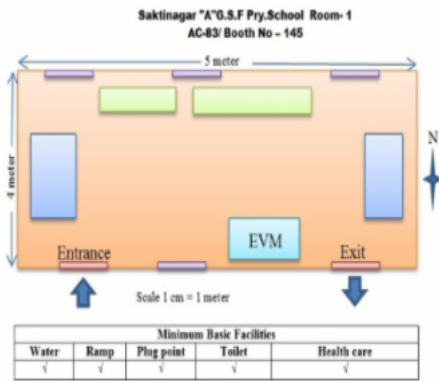 Saktinagar "A"G.S.F Pry.School Room- 1
AC-83/ Booth No – 145
5 meter
4 meter
N
EVM
Entrance
Exit
Scale 1 cm = 1 meter
Minimum Basic Facilities
Water Ramp Plug point Toilet Health care
√ √ √ √ √